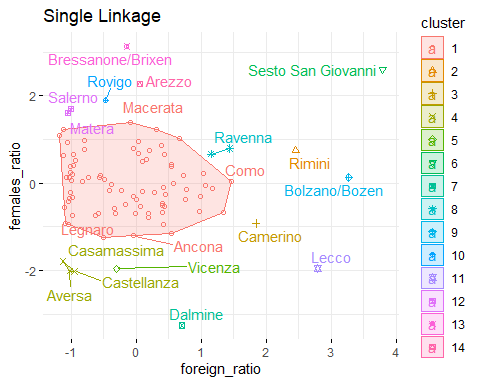 Single Linkage
cluster
Bressanone/Brixen
Sesto San Giovanni
Rovigo
Arezzo
Salerno
Macerata
Matera
Ravenna
Rimini
Como
Bolzano/Bozen
Legnaro
Camerino
Ancona
Casamassima
Lecco
Vicenza
Castellanza
Aversa
Dalmine
2
0
-2
-1
0
1
2
3
4
foreign_ratio
females_ratio
1
2
3
4
5
6
7
8
9
10
11
12
13
14